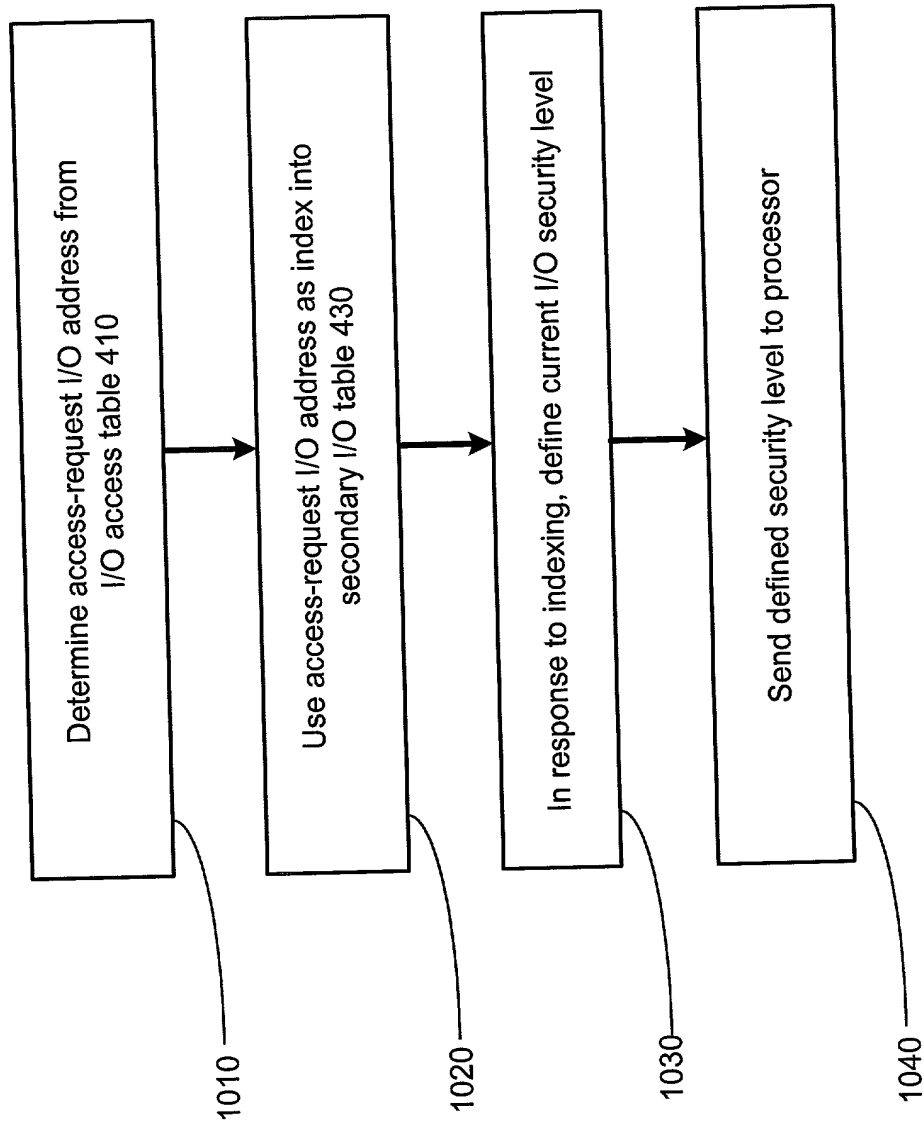 Determine access-request I/O address from
I/O access table 410
1010
Use access-request I/O address as index into
secondary I/O table 430
1020
In response to indexing, define current I/O security level
1030
Send defined security level to processor
1040